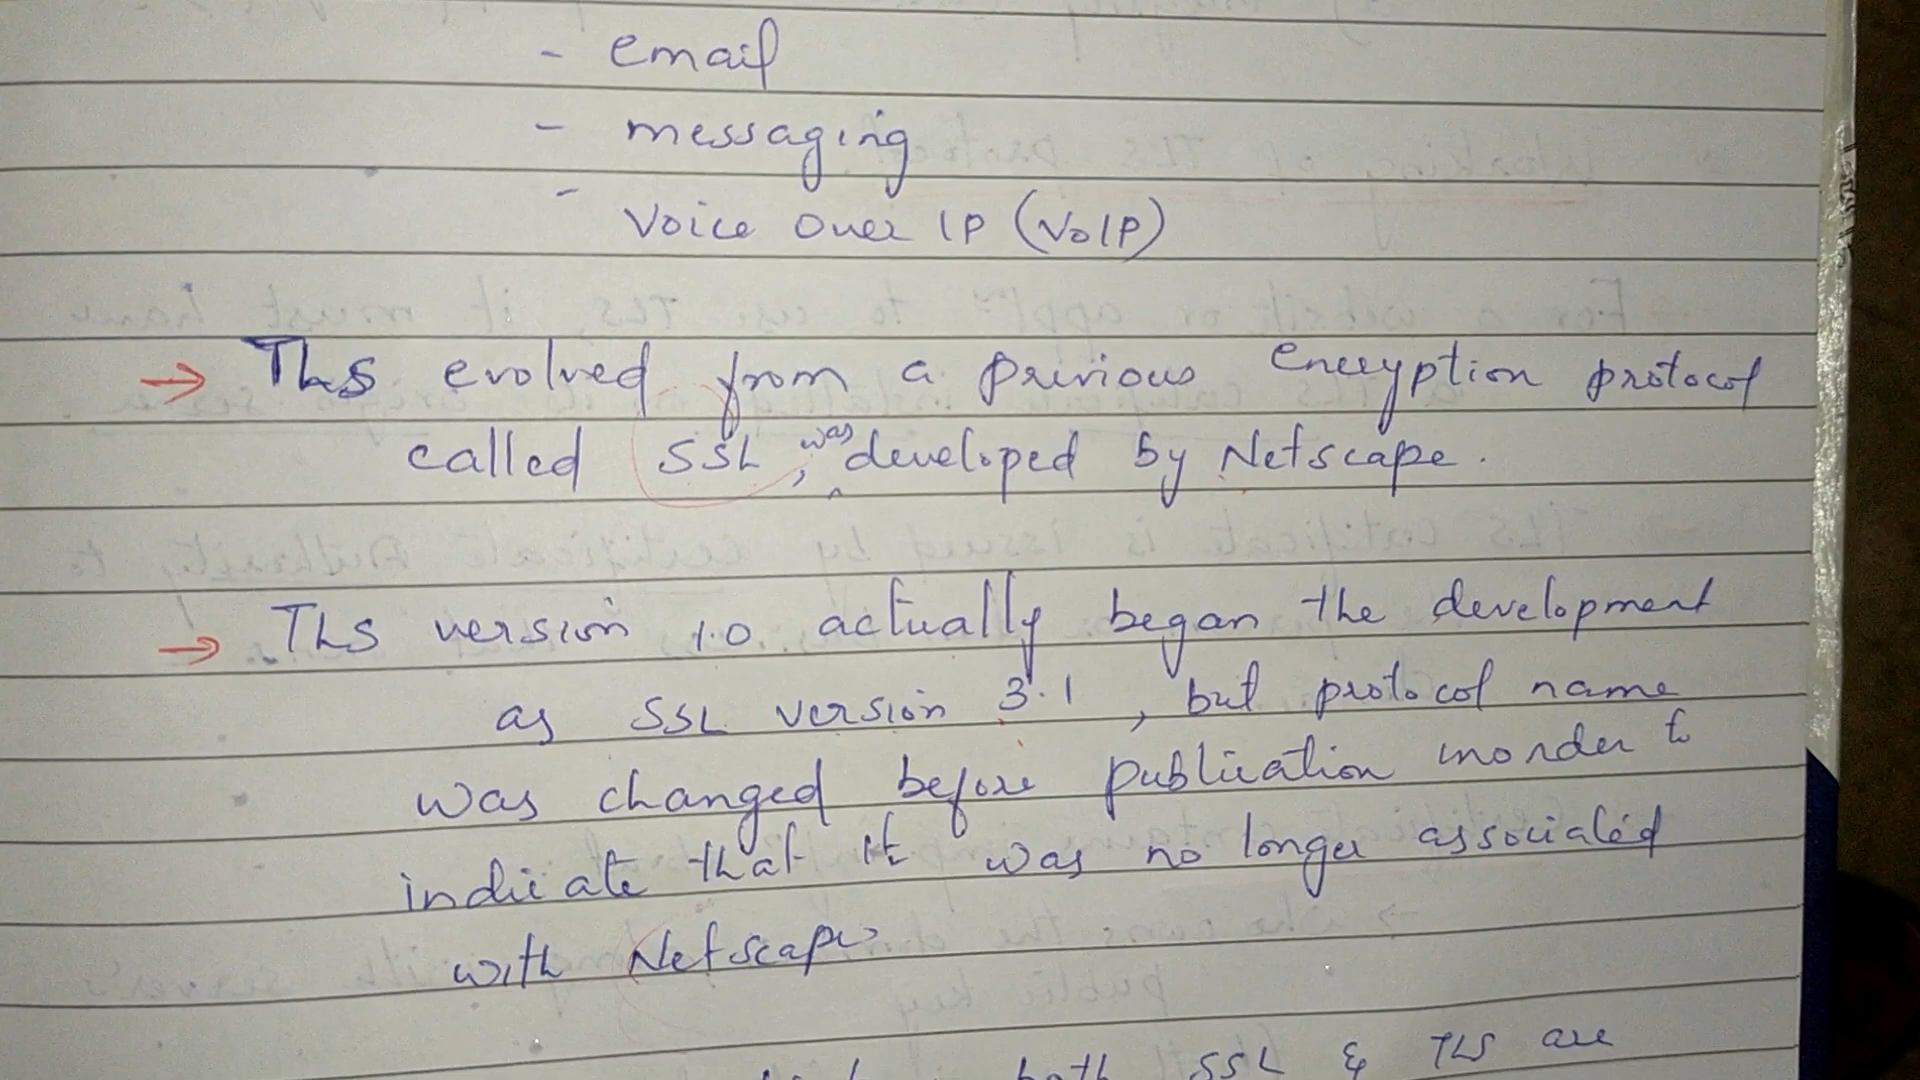 - email
- messaging
- Voice Over IP (VoIP)
→ TLS evolved from a previous encryption protocol
called SSL, was developed by Netscape.
→ TLS version 1.0 actually began the development
as SSL version 3.1, but protocol name
was changed before publication inorder to
indicate that it was no longer associated
with Netscape
both SSL & TLS are